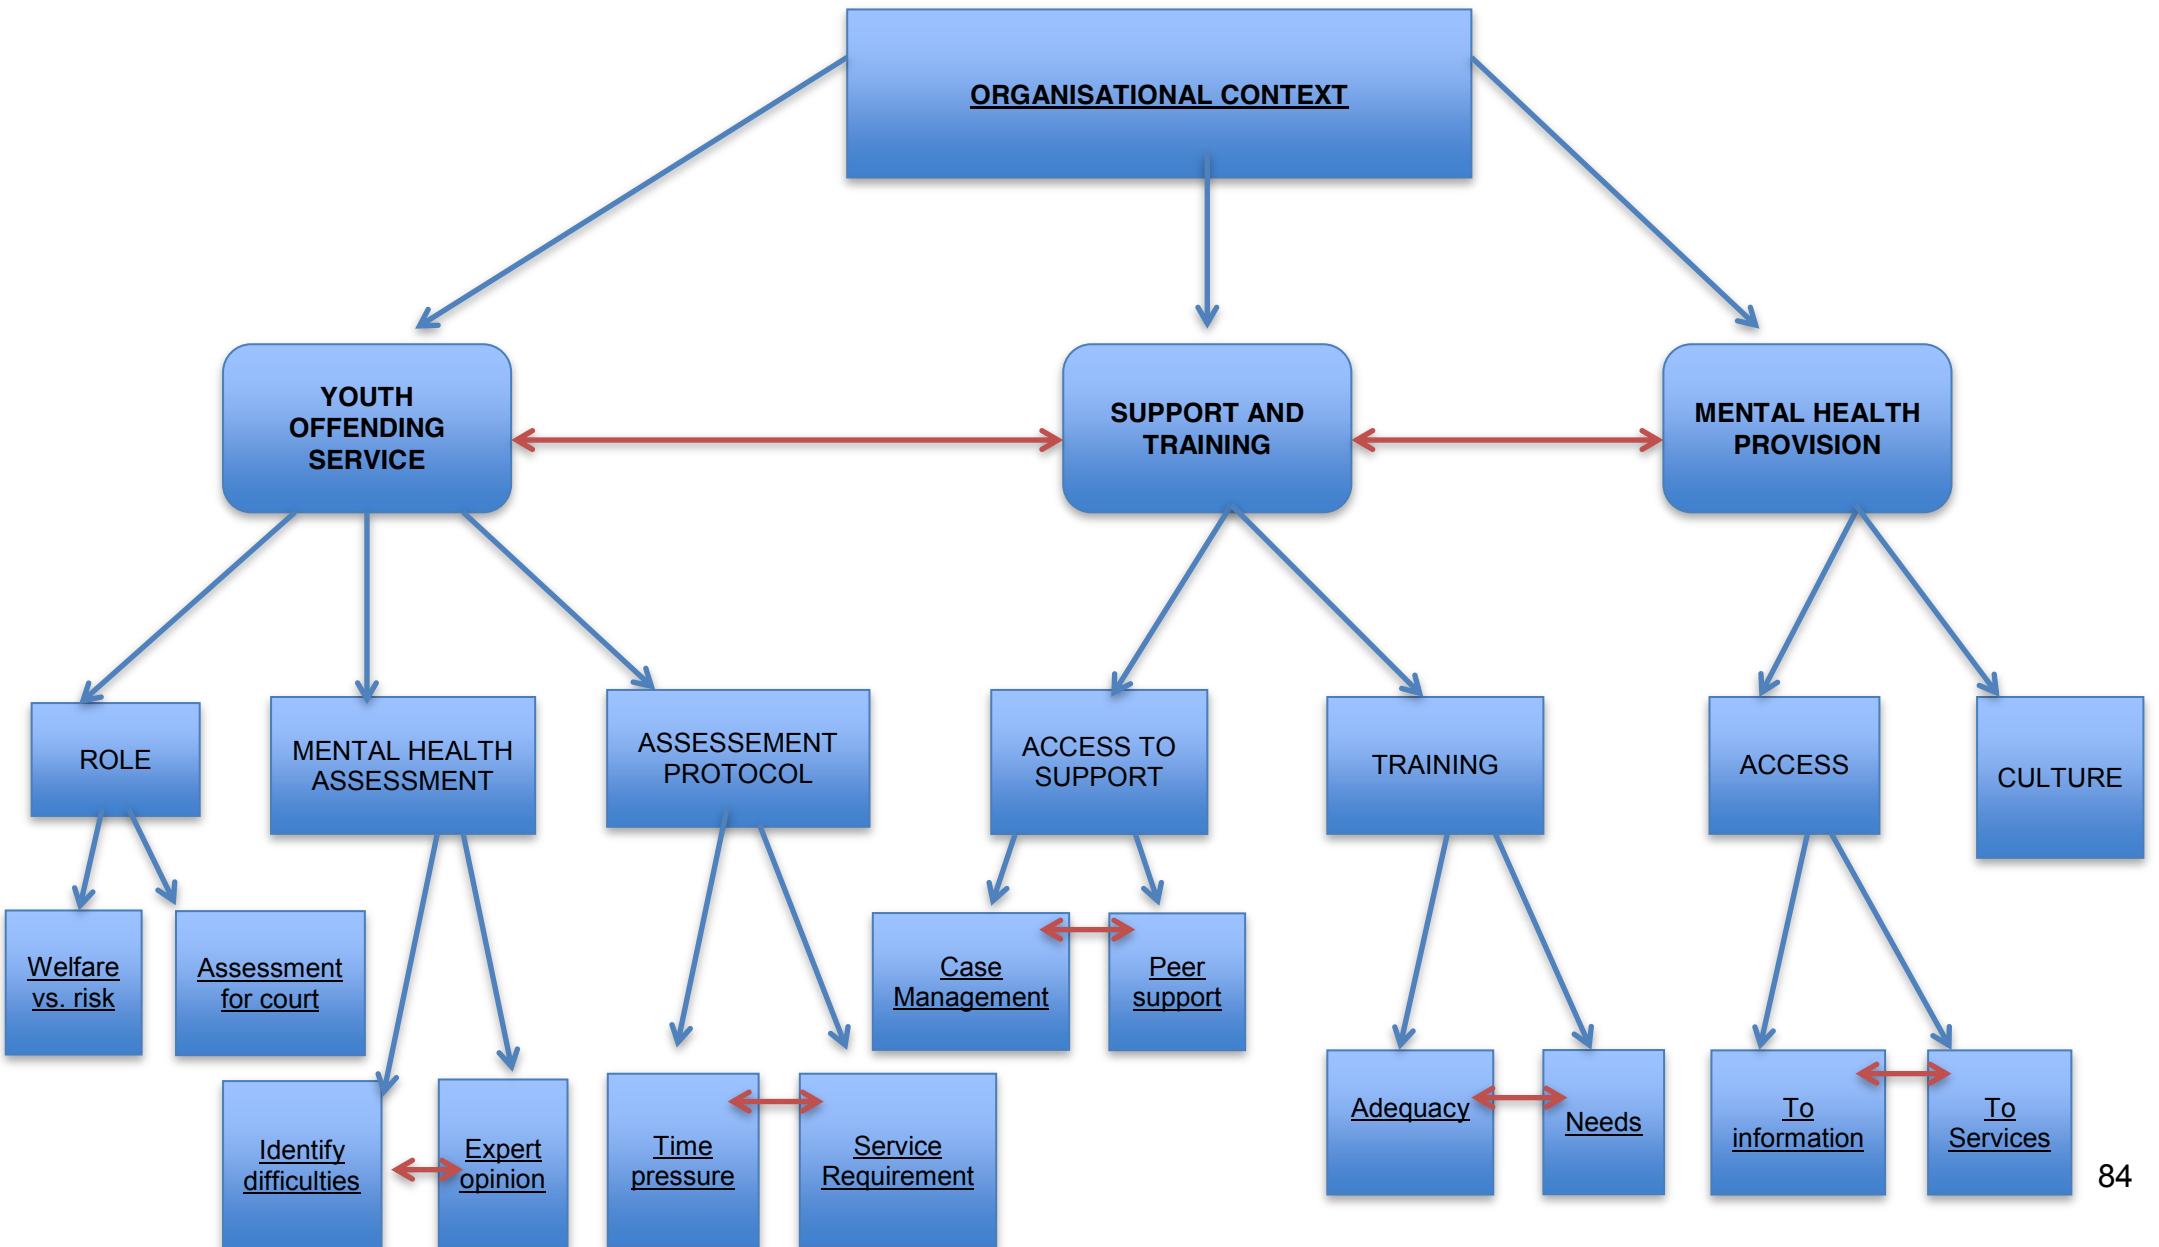 ORGANISATIONAL CONTEXT
YOUTH
OFFENDING
SERVICE
SUPPORT AND
TRAINING
MENTAL HEALTH
PROVISION
ROLE
MENTAL HEALTH
ASSESSMENT
ASSESSEMENT
PROTOCOL
ACCESS TO
SUPPORT
TRAINING
ACCESS
CULTURE
Welfare
vs. risk
Assessment
for court
Case
Management
Peer
support
Identify
difficulties
Expert
opinion
Time
pressure
Service
Requirement
Adequacy
Needs
To
information
To
Services
84